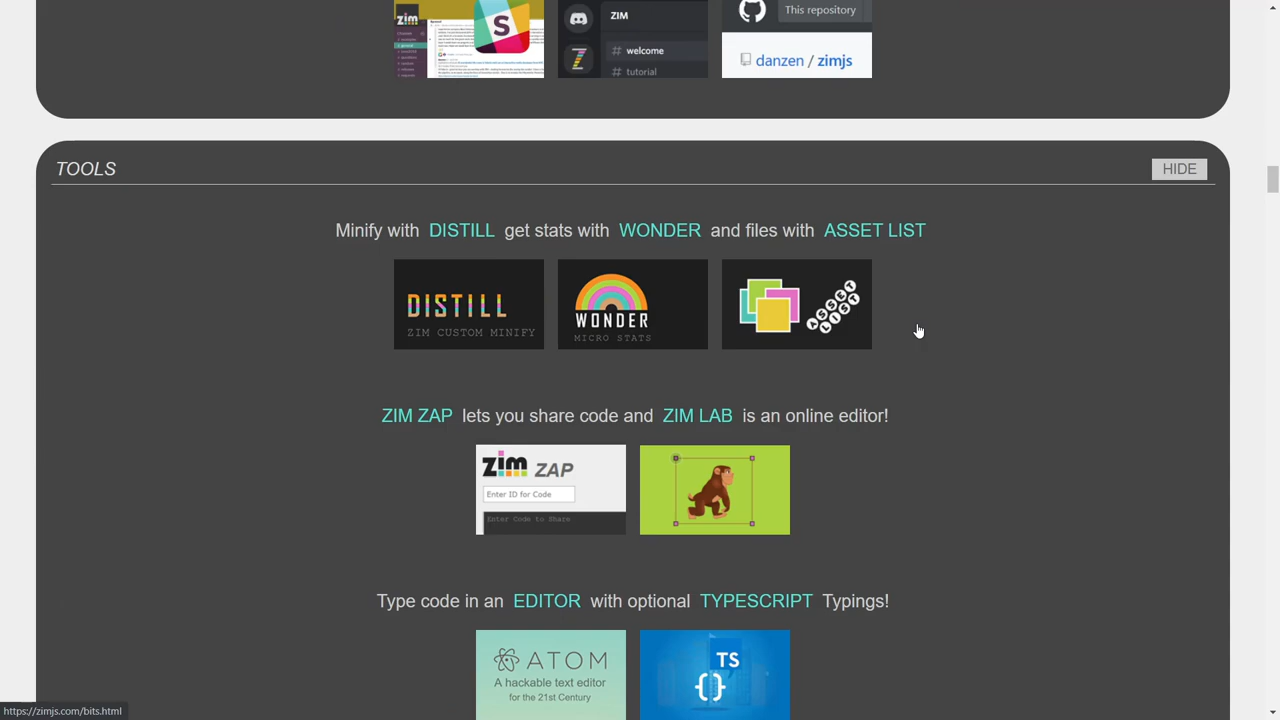 zim
S
ZIM
# welcome
# tutorial
This repository
danzen / zimjs
TOOLS
HIDE
Minify with DISTILL get stats with WONDER and files with ASSET LIST
DISTILL
ZIM CUSTOM MINIFY
WONDER
MICRO STATS
ASSET
LIST
ZIM ZAP lets you share code and ZIM LAB is an online editor!
zim ZAP
Enter ID for Code
Enter Code to Share
Type code in an EDITOR with optional TYPESCRIPT Typings!
ATOM
A hackable text editor
for the 21st Century
TS
{}
https://zimjs.com/bits.html